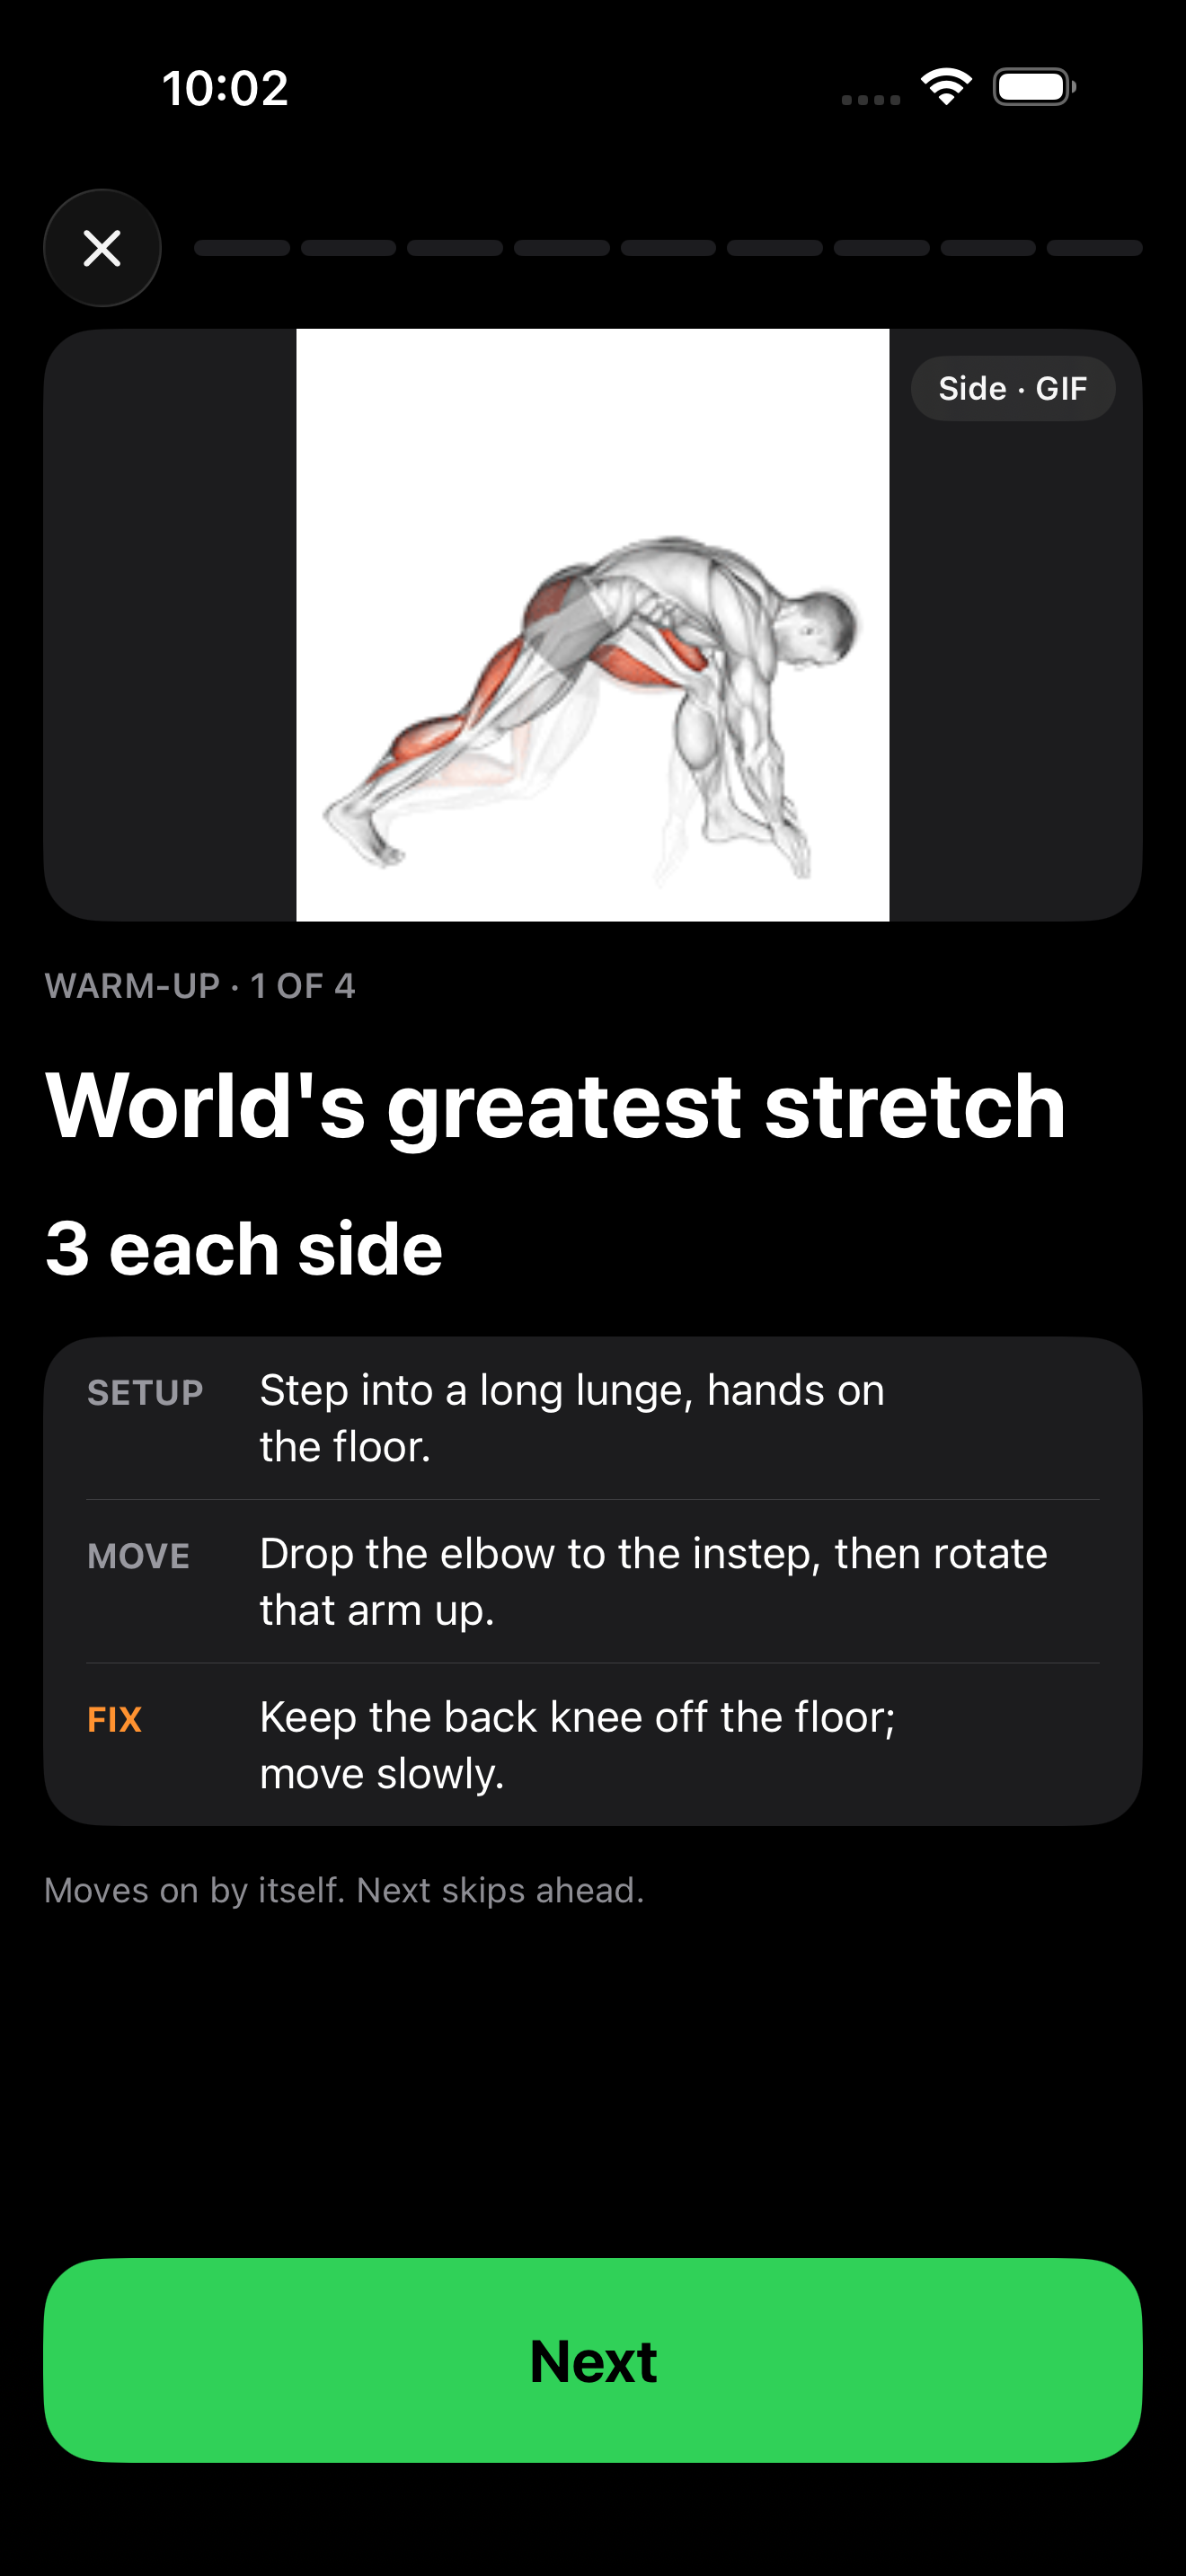 10:02
Side · GIF
WARM-UP · 1 OF 4
World's greatest stretch
3 each side
SETUP Step into a long lunge, hands on
the floor.
MOVE Drop the elbow to the instep, then rotate
that arm up.
FIX Keep the back knee off the floor;
move slowly.
Moves on by itself. Next skips ahead.
Next